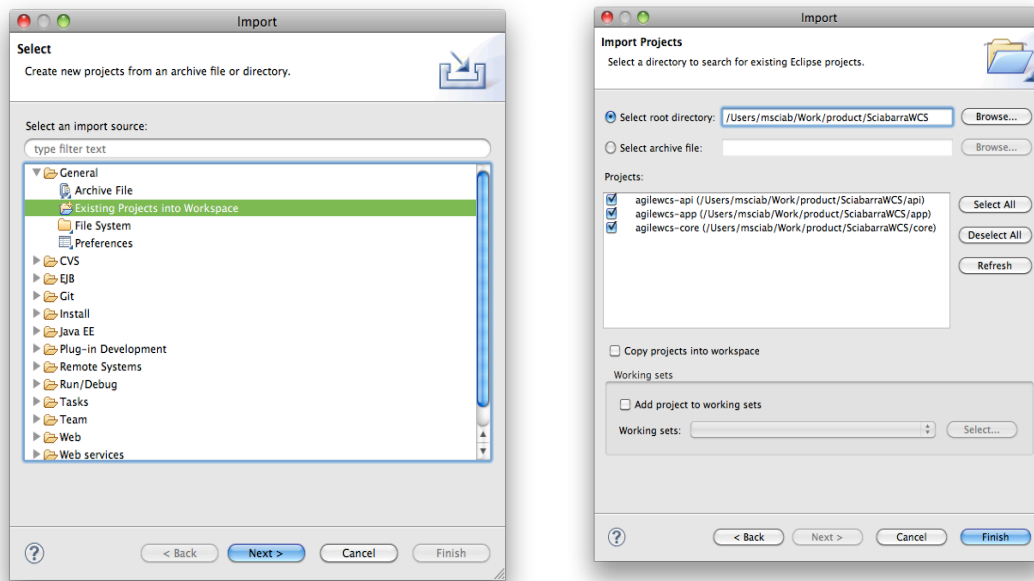 Import
Select
Create new projects from an archive file or directory.
Select an import source:
type filter text
General
Archive File
Existing Projects into Workspace
File System
Preferences
CVS
EJB
Git
Install
Java EE
Plug-in Development
Remote Systems
Run/Debug
Tasks
Team
Web
Web services
?
< Back
Next >
Cancel
Finish
Import
Import Projects
Select a directory to search for existing Eclipse projects.
Select root directory: /Users/msciab/Work/product/SciabarraWCS Browse...
Select archive file: Browse...
Projects:
agilewcs-api (/Users/msciab/Work/product/SciabarraWCS/api)
agilewcs-app (/Users/msciab/Work/product/SciabarraWCS/app)
agilewcs-core (/Users/msciab/Work/product/SciabarraWCS/core)
Select All
Deselect All
Refresh
Copy projects into workspace
Working sets
Add project to working sets
Working sets: Select...
?
< Back
Next >
Cancel
Finish